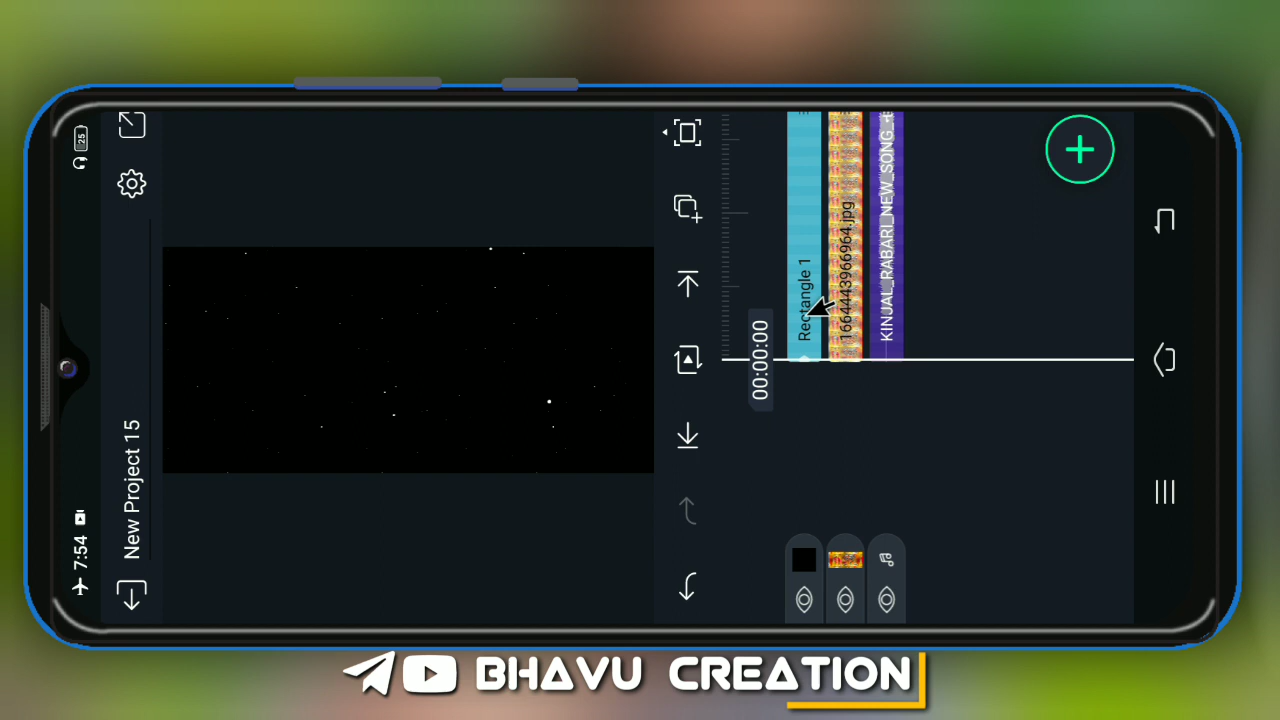 7:54
25
New Project 15
00:00:00
Rectangle 1
1664443966964.jpg
KINJAL_RABARI_NEW_SONG
BHAVU CREATION